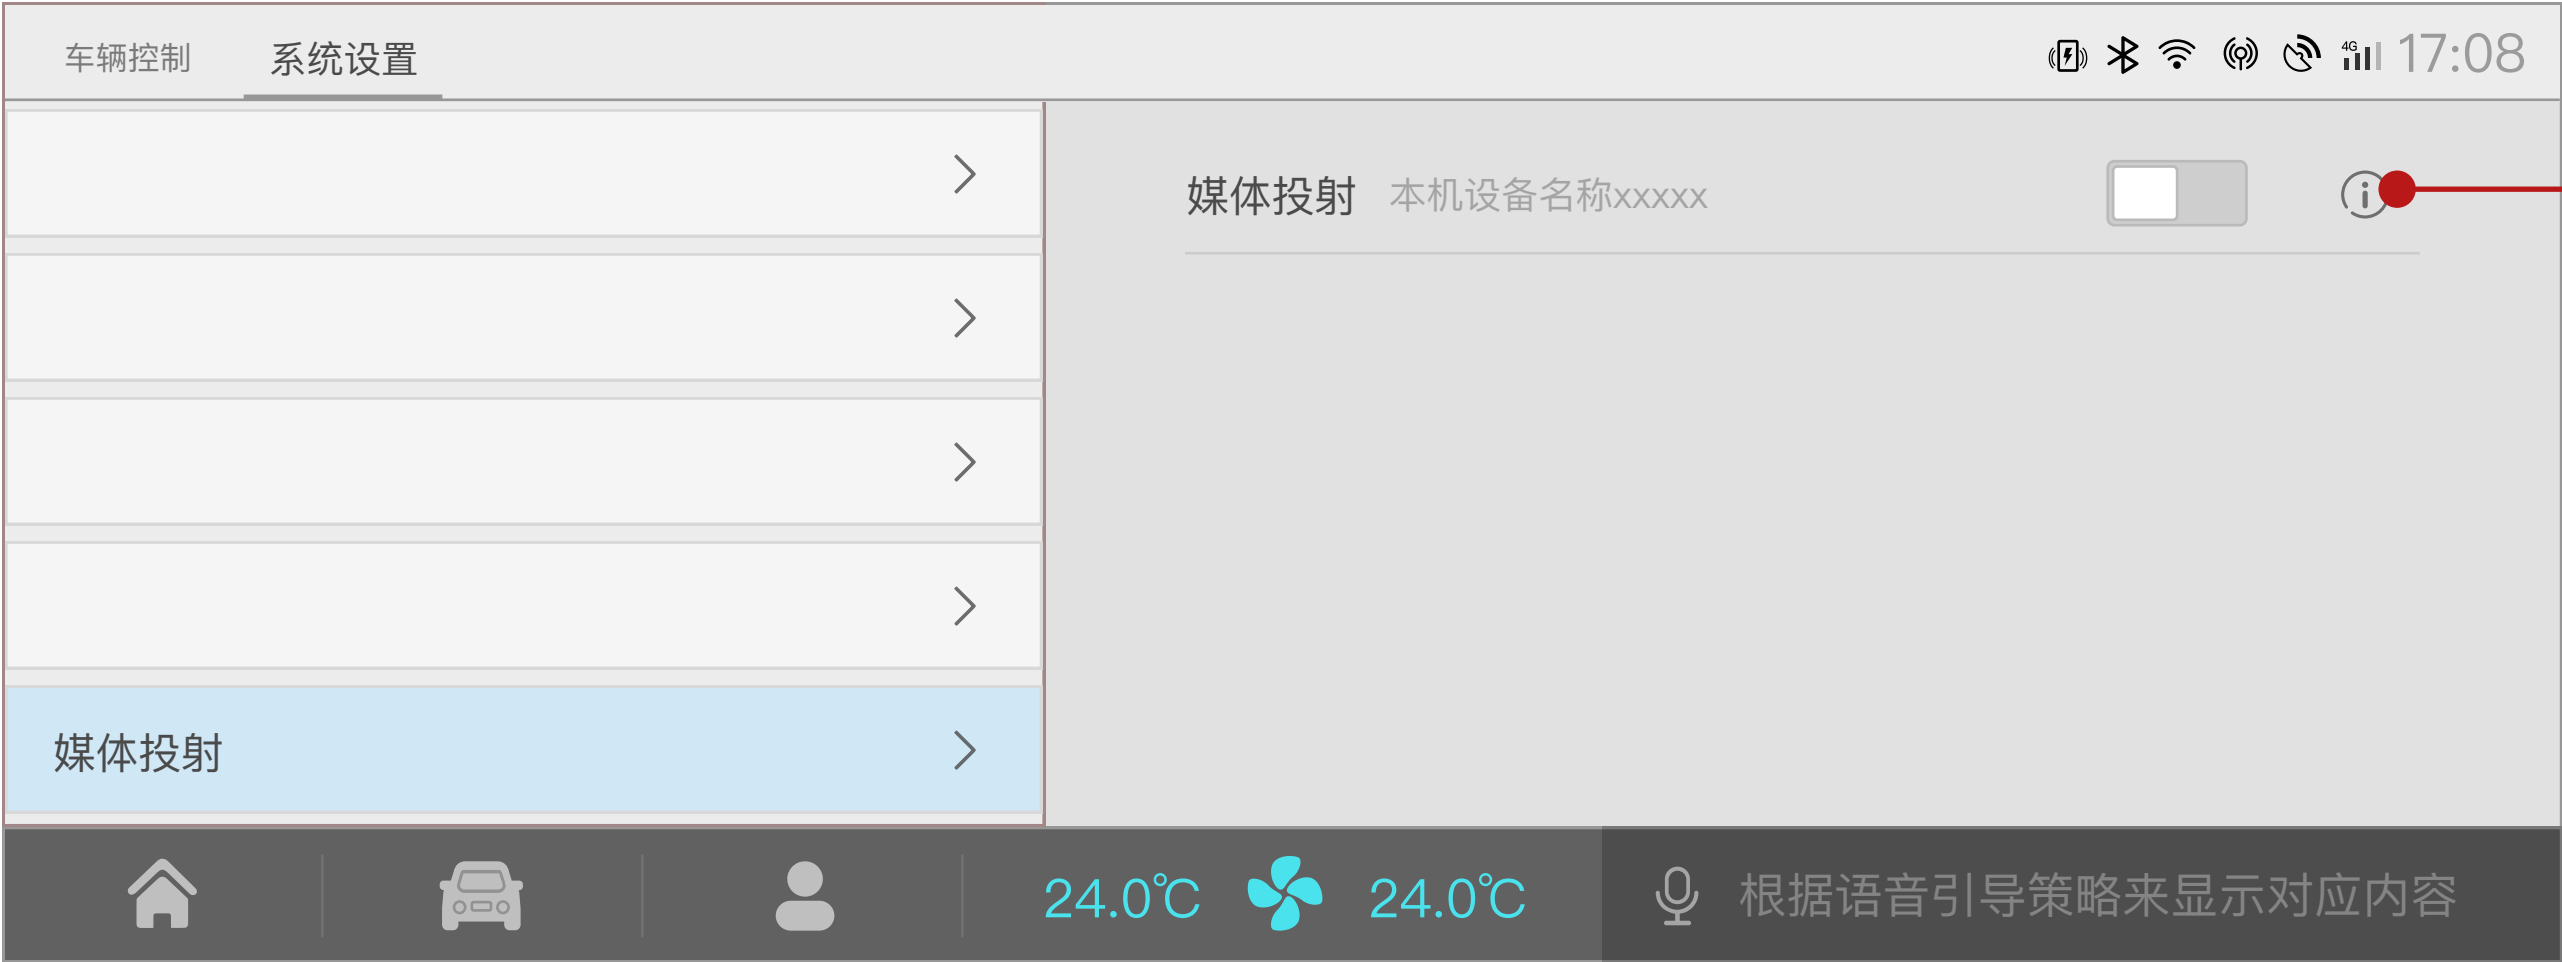 车辆控制 系统设置 4G 17:08
媒体投射 本机设备名称xxxxx
媒体投射
24.0℃ 24.0℃ 根据语音引导策略来显示对应内容